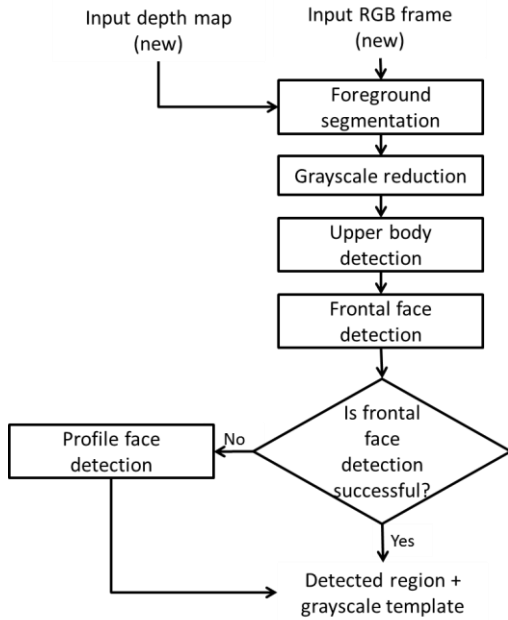 Input depth map
(new)
Input RGB frame
(new)
Foreground
segmentation
Grayscale reduction
Upper body
detection
Frontal face
detection
Is frontal
face
detection
successful?
No
Profile face
detection
Yes
Detected region +
grayscale template